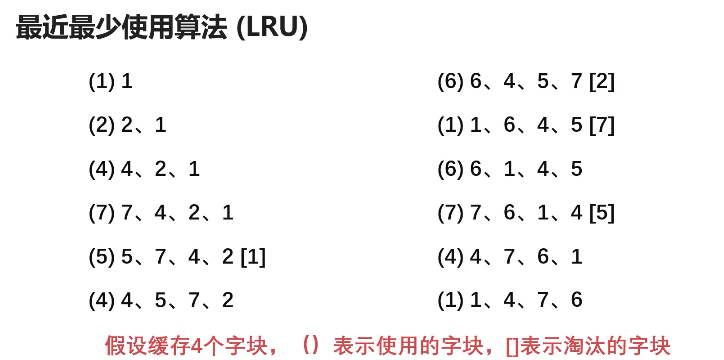 最近最少使用算法 (LRU)
(1) 1
(2) 2、1
(4) 4、2、1
(7) 7、4、2、1
(5) 5、7、4、2 [1]
(4) 4、5、7、2
(6) 6、4、5、7 [2]
(1) 1、6、4、5 [7]
(6) 6、1、4、5
(7) 7、6、1、4 [5]
(4) 4、7、6、1
(1) 1、4、7、6
假设缓存4个字块，（）表示使用的字块，[]表示淘汰的字块